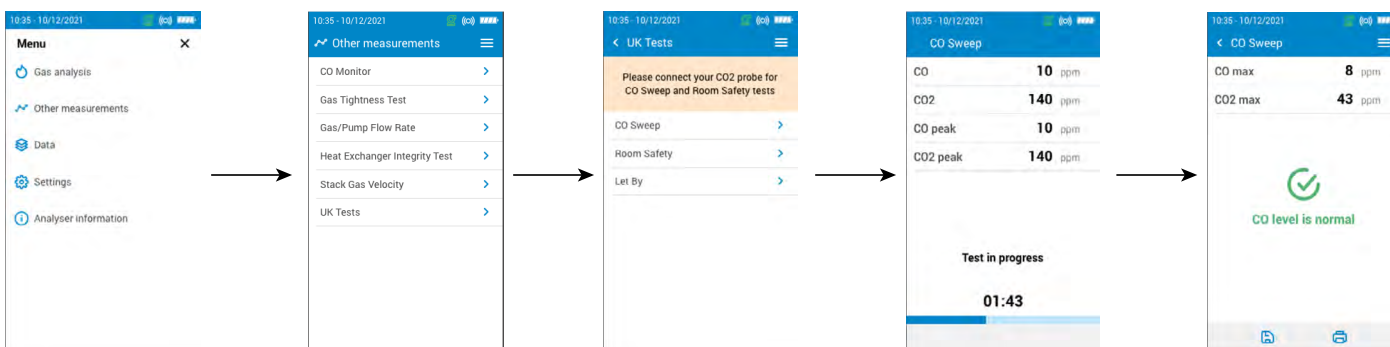 10:35 - 10/12/2021
Menu
Gas analysis
Other measurements
Data
Settings
Analyser information
10:35 - 10/12/2021
Other measurements
CO Monitor
Gas Tightness Test
Gas/Pump Flow Rate
Heat Exchanger Integrity Test
Stack Gas Velocity
UK Tests
10:35 - 10/12/2021
UK Tests
Please connect your CO2 probe for
CO Sweep and Room Safety tests
CO Sweep
Room Safety
Let By
10:35 - 10/12/2021
CO Sweep
CO 10 ppm
CO2 140 ppm
CO peak 10 ppm
CO2 peak 140 ppm
Test in progress
01:43
10:35 - 10/12/2021
CO Sweep
CO max 8 ppm
CO2 max 43 ppm
CO level is normal